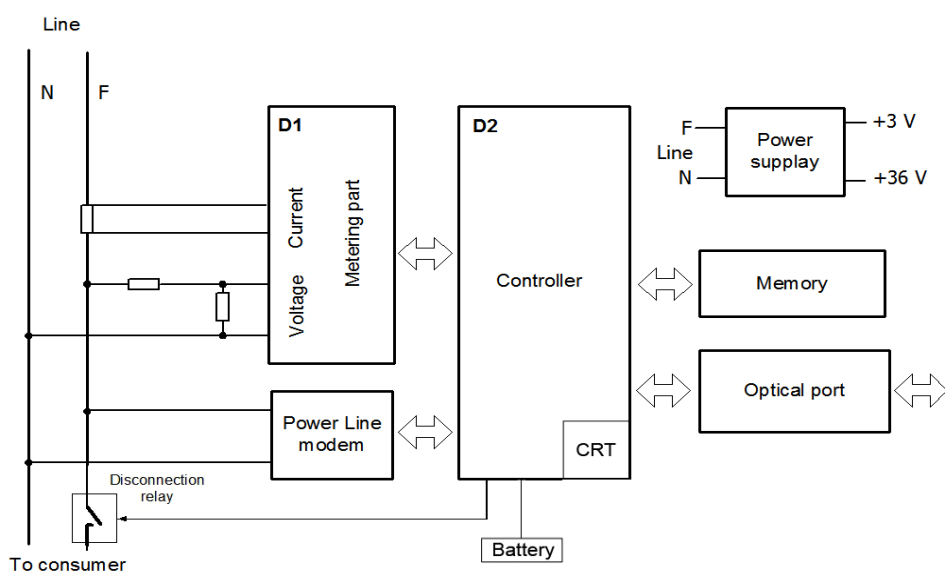 Line
N
F
D1
Current
Voltage
Metering part
D2
Controller
CRT
F
Line
N
Power
supplay
+3 V
+36 V
Memory
Optical port
Power Line
modem
Disconnection
relay
Battery
To consumer